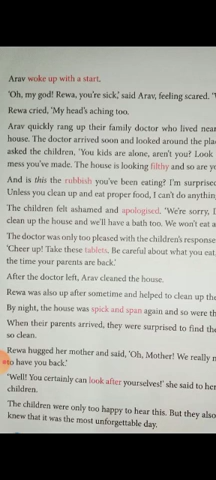 Arav woke up with a start.
'Oh, my god! Rewa, you're sick,' said Arav, feeling scared.
Rewa cried, 'My head's aching too.
Arav quickly rang up their family doctor who lived near
house. The doctor arrived soon and looked around the pla
asked the children, 'You kids are alone, aren't you? Look
mess you've made. The house is looking filthy and so are yo
And is this the rubbish you've been eating? I'm surprised
Unless you clean up and eat proper food, I can't do anythin
The children felt ashamed and apologised. 'We're sorry, D
clean up the house and we'll have a bath too. We won't eat a
The doctor was only too pleased with the children's response
'Cheer up! Take these tablets. Be careful about what you eat.
the time your parents are back.'
After the doctor left, Arav cleaned the house.
Rewa was also up after sometime and helped to clean up the
By night, the house was spick and span again and so were th
When their parents arrived, they were surprised to find the
so clean.
Rewa hugged her mother and said, 'Oh, Mother! We really m
to have you back.'
'Well! You certainly can look after yourselves!' she said to her
children.
The children were only too happy to hear this. But they also
knew that it was the most unforgettable day.